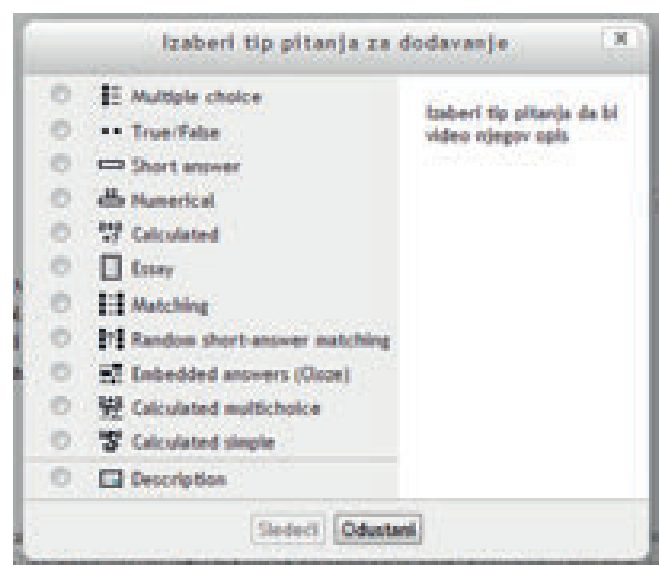 Izaberi tip pitanja za dodavanje
Multiple choice
True/False
Short answer
Numerical
Calculated
Essay
Matching
Random short-answer matching
Embedded answers (Cloze)
Calculated multichoice
Calculated simple
Description
Izaberi tip pitanja da bi
video njegov opis
Sledeći
Odustani